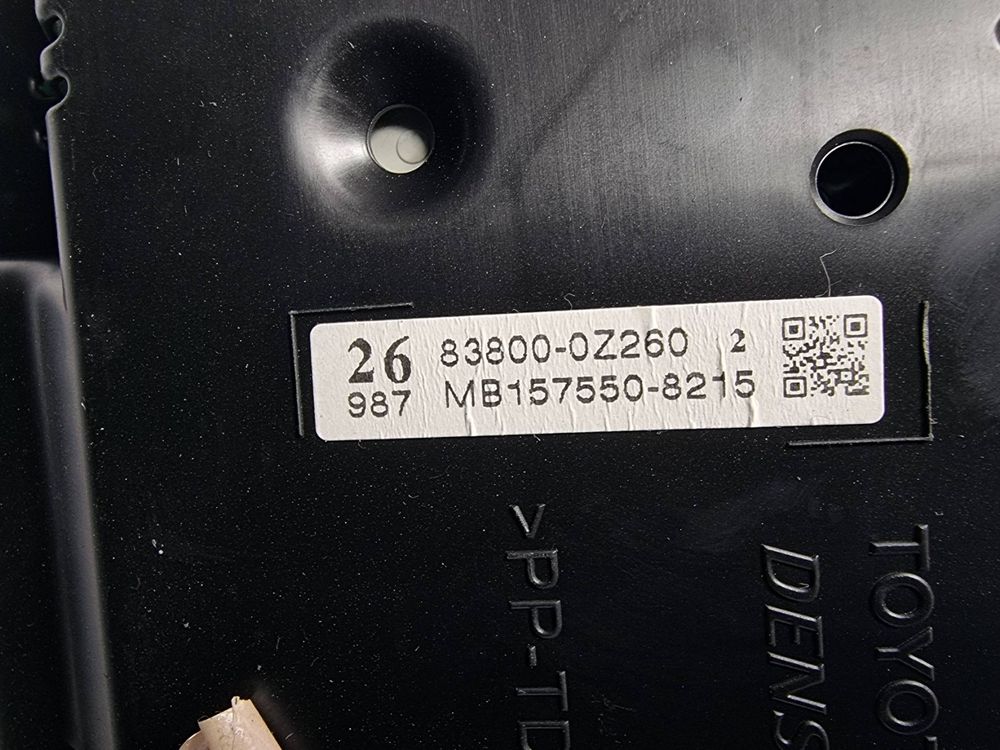 26 83800-0Z260 2
987 MB157550-8215
>PP-TD
DENS
TOYO